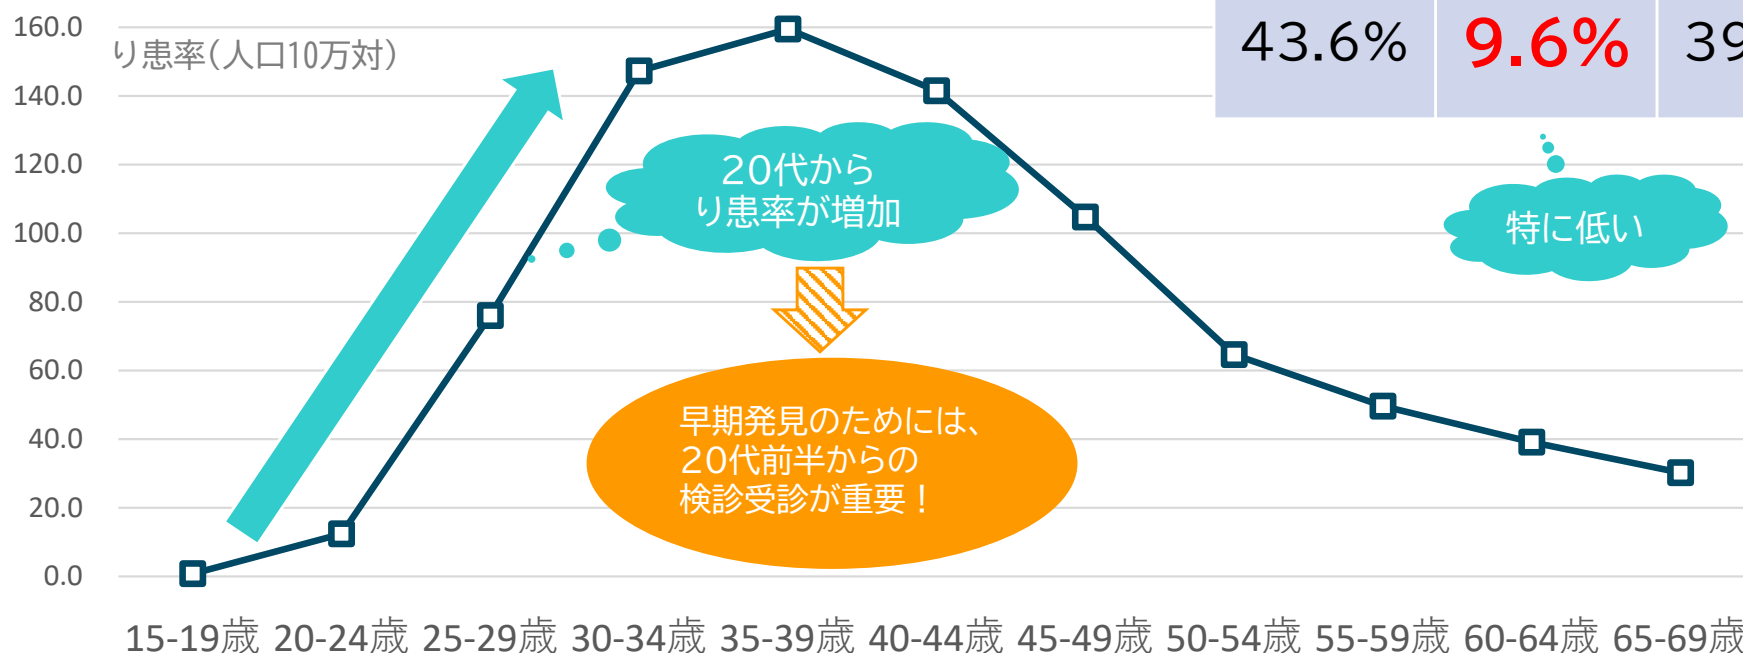 43.6% 9.6% 39
り患率(人口10万対)
160.0
140.0
120.0
100.0
80.0
60.0
40.0
20.0
0.0
20代から
り患率が増加
特に低い
早期発見のためには、
20代前半からの
検診受診が重要!
15-19歳 20-24歳 25-29歳 30-34歳 35-39歳 40-44歳 45-49歳 50-54歳 55-59歳 60-64歳 65-69歳